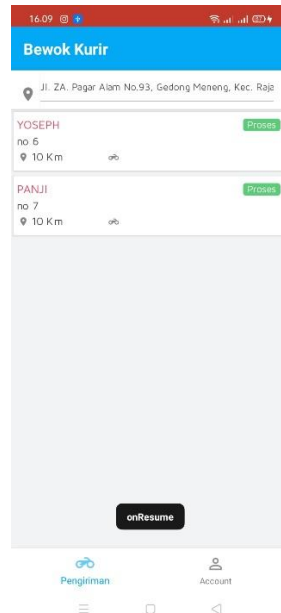 16.09
Bewok Kurir
Jl. ZA. Pagar Alam No.93, Gedong Meneng, Kec. Raja
YOSEPH Proses
no 6
10 Km
PANJI Proses
no 7
10 Km
onResume
Pengiriman Account